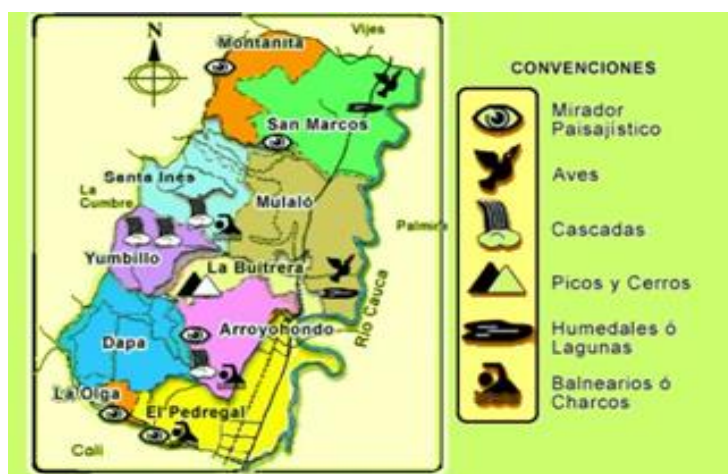 N
Montañita
Vijes
San Marcos
Santa Inés
La
Cumbre
Mulaló
Palmira
Yumbillo
La Buitrera
Río Cauca
Arroyohondo
Dapa
La Olga
El Pedregal
Cali
CONVENCIONES
Mirador
Paisajístico
Aves
Cascadas
Picos y Cerros
Humedales ó
Lagunas
Balnearios ó
Charcos